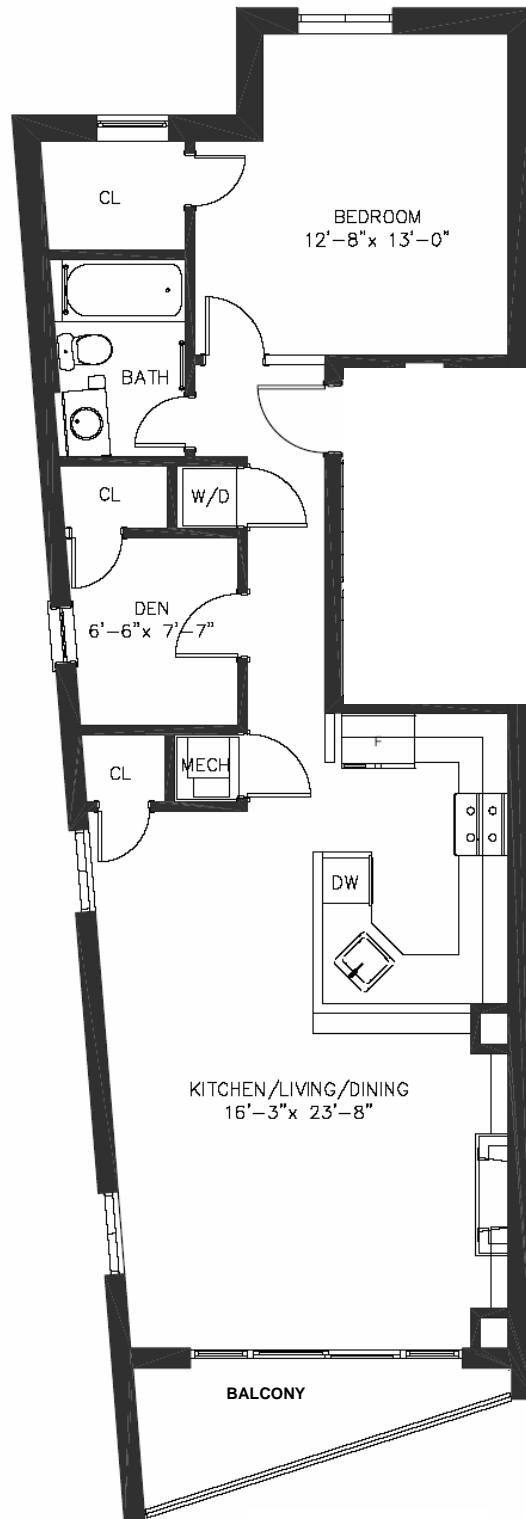 CL
BEDROOM
12'-8"x 13'-0"
BATH
CL
W/D
DEN
6'-6"x 7'-7"
F
CL
MECH
DW
KITCHEN/LIVING/DINING
16'-3"x 23'-8"
BALCONY